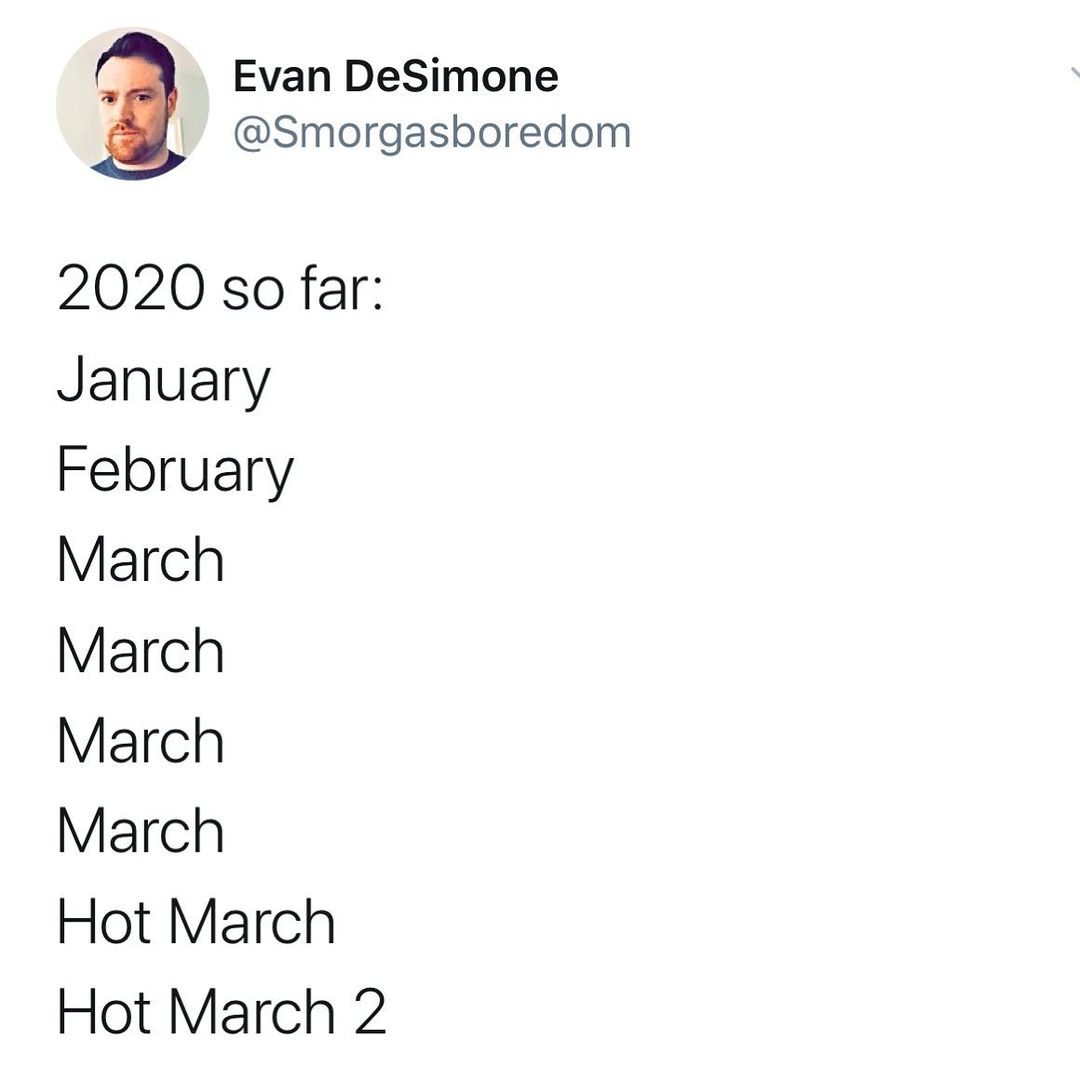 Evan DeSimone
@Smorgasboredom
2020 so far:
January
February
March
March
March
March
Hot March
Hot March 2